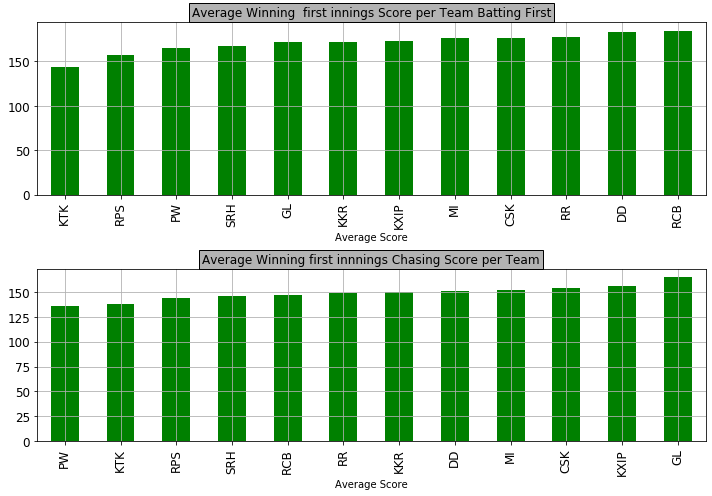 Average Winning  first innings Score per Team Batting First
150
100
50
0
KTK RPS PW SRH GL KKR KXIP MI CSK RR DD RCB
Average Score
Average Winning first innnings Chasing Score per Team
150
125
100
75
50
25
0
PW KTK RPS SRH RCB RR KKR DD MI CSK KXIP GL
Average Score